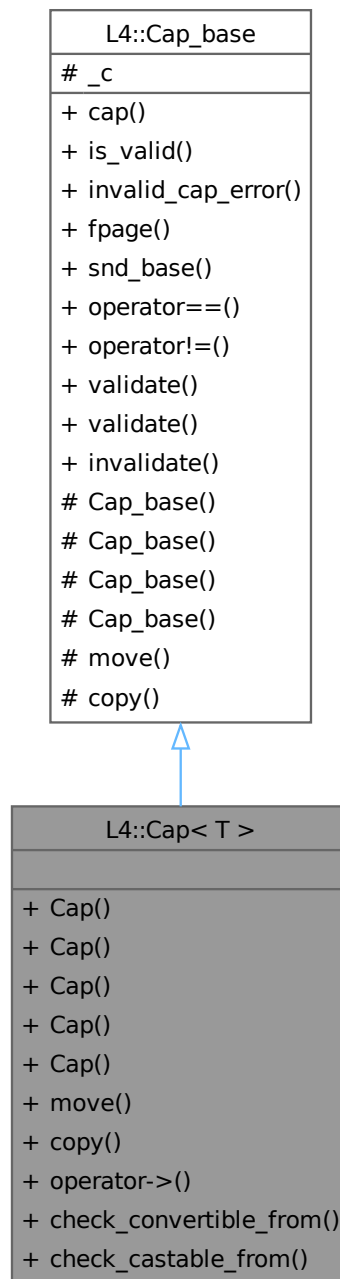 L4::Cap_base
# _c
+ cap()
+ is_valid()
+ invalid_cap_error()
+ fpage()
+ snd_base()
+ operator==()
+ operator!=()
+ validate()
+ validate()
+ invalidate()
# Cap_base()
# Cap_base()
# Cap_base()
# Cap_base()
# move()
# copy()
L4::Cap< T >
+ Cap()
+ Cap()
+ Cap()
+ Cap()
+ Cap()
+ move()
+ copy()
+ operator->()
+ check_convertible_from()
+ check_castable_from()